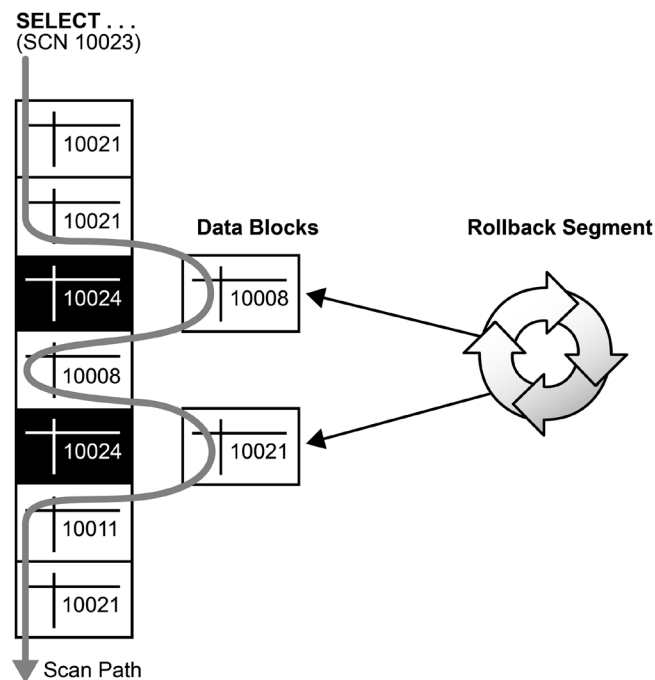 SELECT . . .
(SCN 10023)
10021
10021
Data Blocks
Rollback Segment
10024
10008
10008
10024
10021
10011
10021
Scan Path